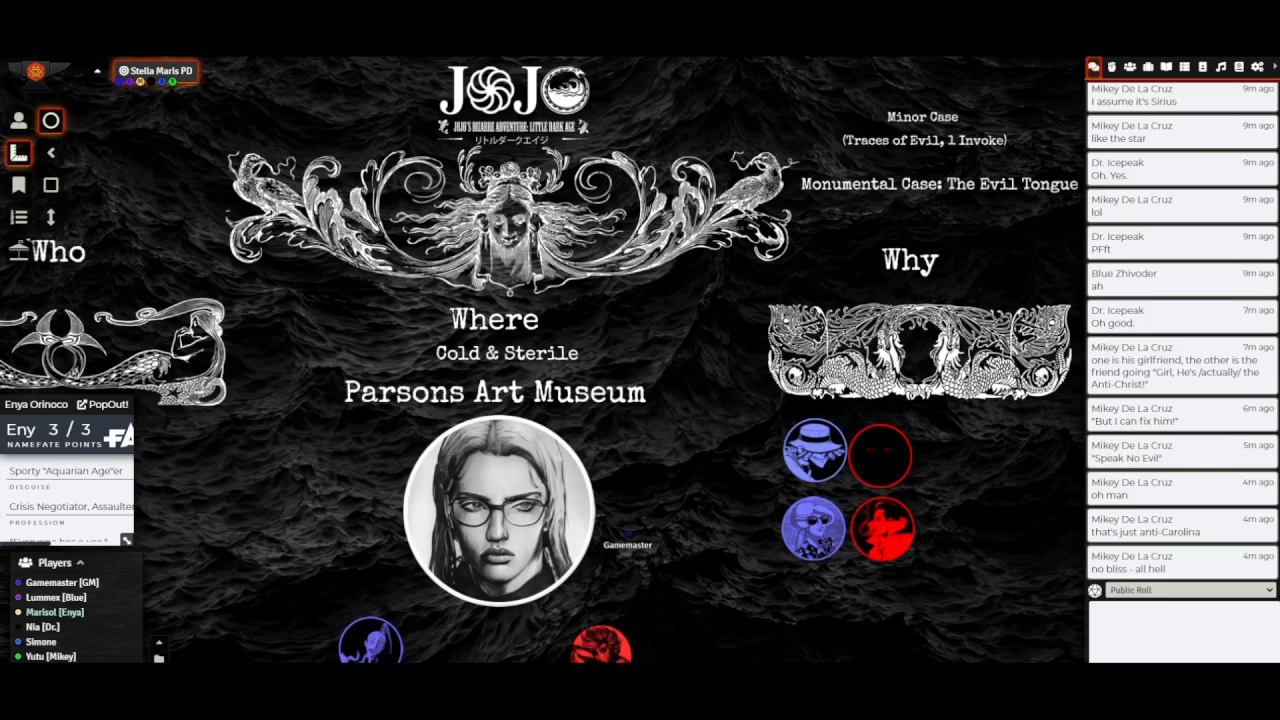 Stella Maris PD
JOJO
JOJO'S BIZARRE ADVENTURE: LITTLE DARK AGE
リトルダークエイジ
Minor Case
(Traces of Evil, 1 Invoke)
Monumental Case: The Evil Tongue
Who
Why
Where
Cold & Sterile
Parsons Art Museum
Gamemaster
Enya Orinoco PopOut!
Eny 3 / 3
NAME FATE POINTS
FA
Sporty "Aquarian Age"er
DISGUISE
Crisis Negotiator, Assaulter
PROFESSION
Players
Gamemaster [GM]
Lummex [Blue]
Marisol [Enya]
Nia [Dr.]
Simone
Yutu [Mikey]
Mikey De La Cruz 9m ago
I assume it's Sirius
Mikey De La Cruz 9m ago
like the star
Dr. Icepeak 9m ago
Oh. Yes.
Mikey De La Cruz 9m ago
lol
Dr. Icepeak 9m ago
PFft
Blue Zhivoder 9m ago
ah
Dr. Icepeak 7m ago
Oh good.
Mikey De La Cruz 7m ago
one is his girlfriend, the other is the
friend going "Girl, He's /actually/ the
Anti-Christ!"
Mikey De La Cruz 6m ago
"But I can fix him!"
Mikey De La Cruz 5m ago
"Speak No Evil"
Mikey De La Cruz 4m ago
oh man
Mikey De La Cruz 4m ago
that's just anti-Carolina
Mikey De La Cruz 4m ago
no bliss - all hell
Public Roll